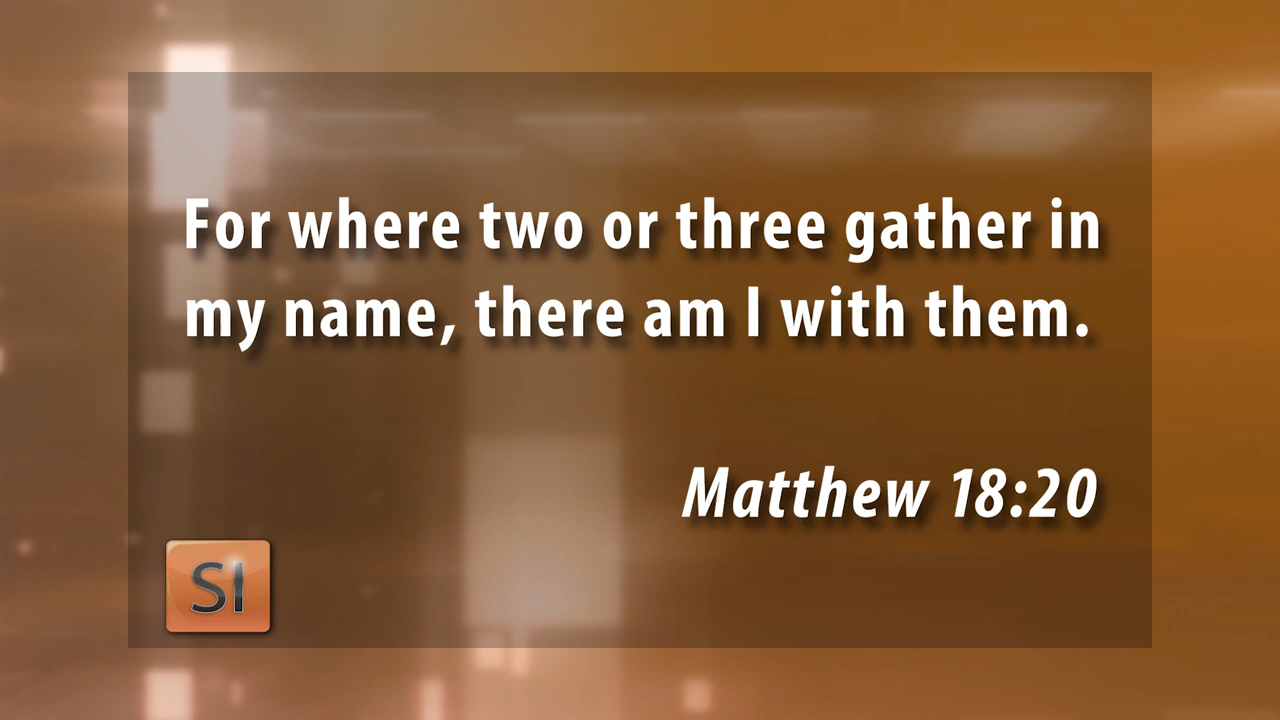 For where two or three gather in
my name, there am I with them.
Matthew 18:20
SI